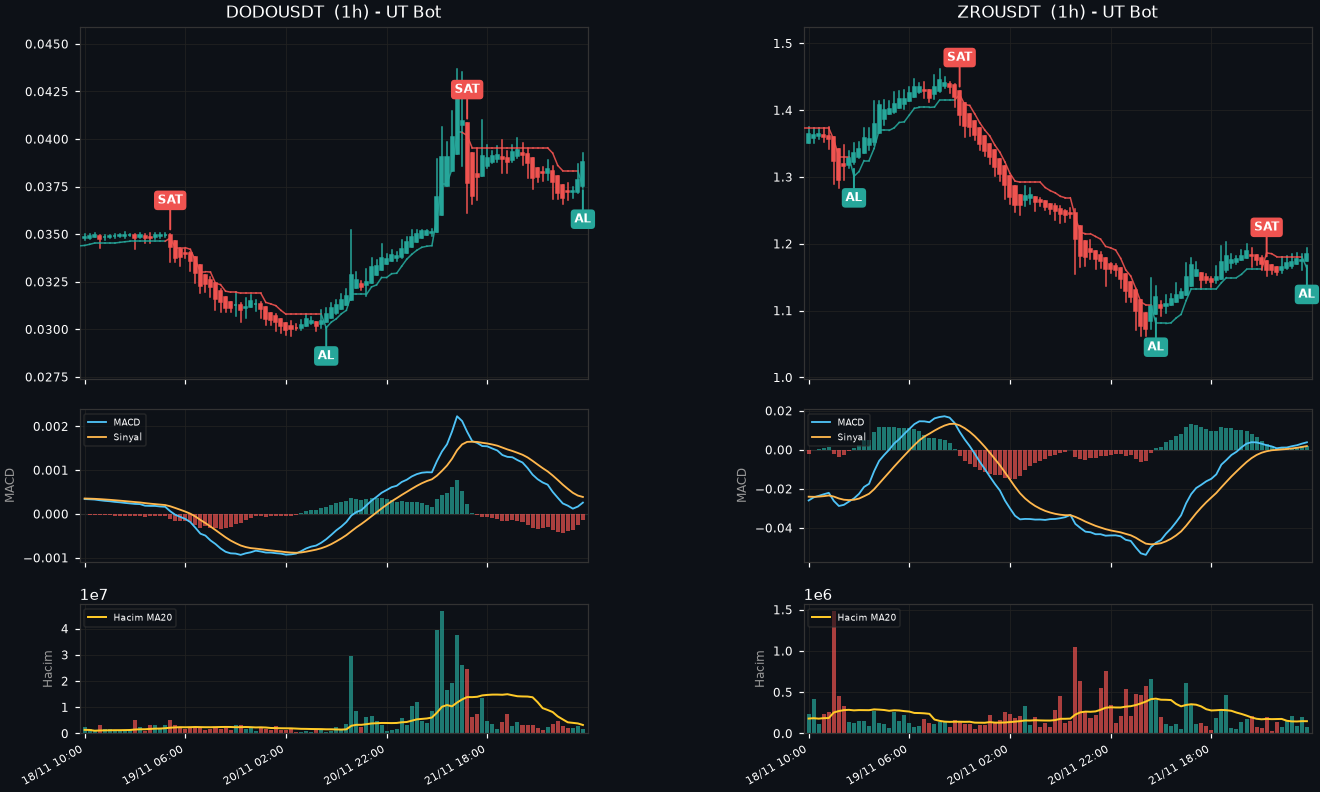 DODOUSDT  (1h) - UT Bot
0.0450
0.0425
0.0400
0.0375
0.0350
0.0325
0.0300
0.0275
SAT
AL
SAT
AL
MACD
Sinyal
MACD
0.002
0.001
0.000
−0.001
1e7
Hacim MA20
Hacim
4
3
2
1
0
18/11 10:00
19/11 06:00
20/11 02:00
20/11 22:00
21/11 18:00
ZROUSDT  (1h) - UT Bot
1.5
1.4
1.3
1.2
1.1
1.0
AL
SAT
AL
SAT
AL
MACD
Sinyal
MACD
0.02
0.00
−0.02
−0.04
1e6
Hacim MA20
Hacim
1.5
1.0
0.5
0.0
18/11 10:00
19/11 06:00
20/11 02:00
20/11 22:00
21/11 18:00